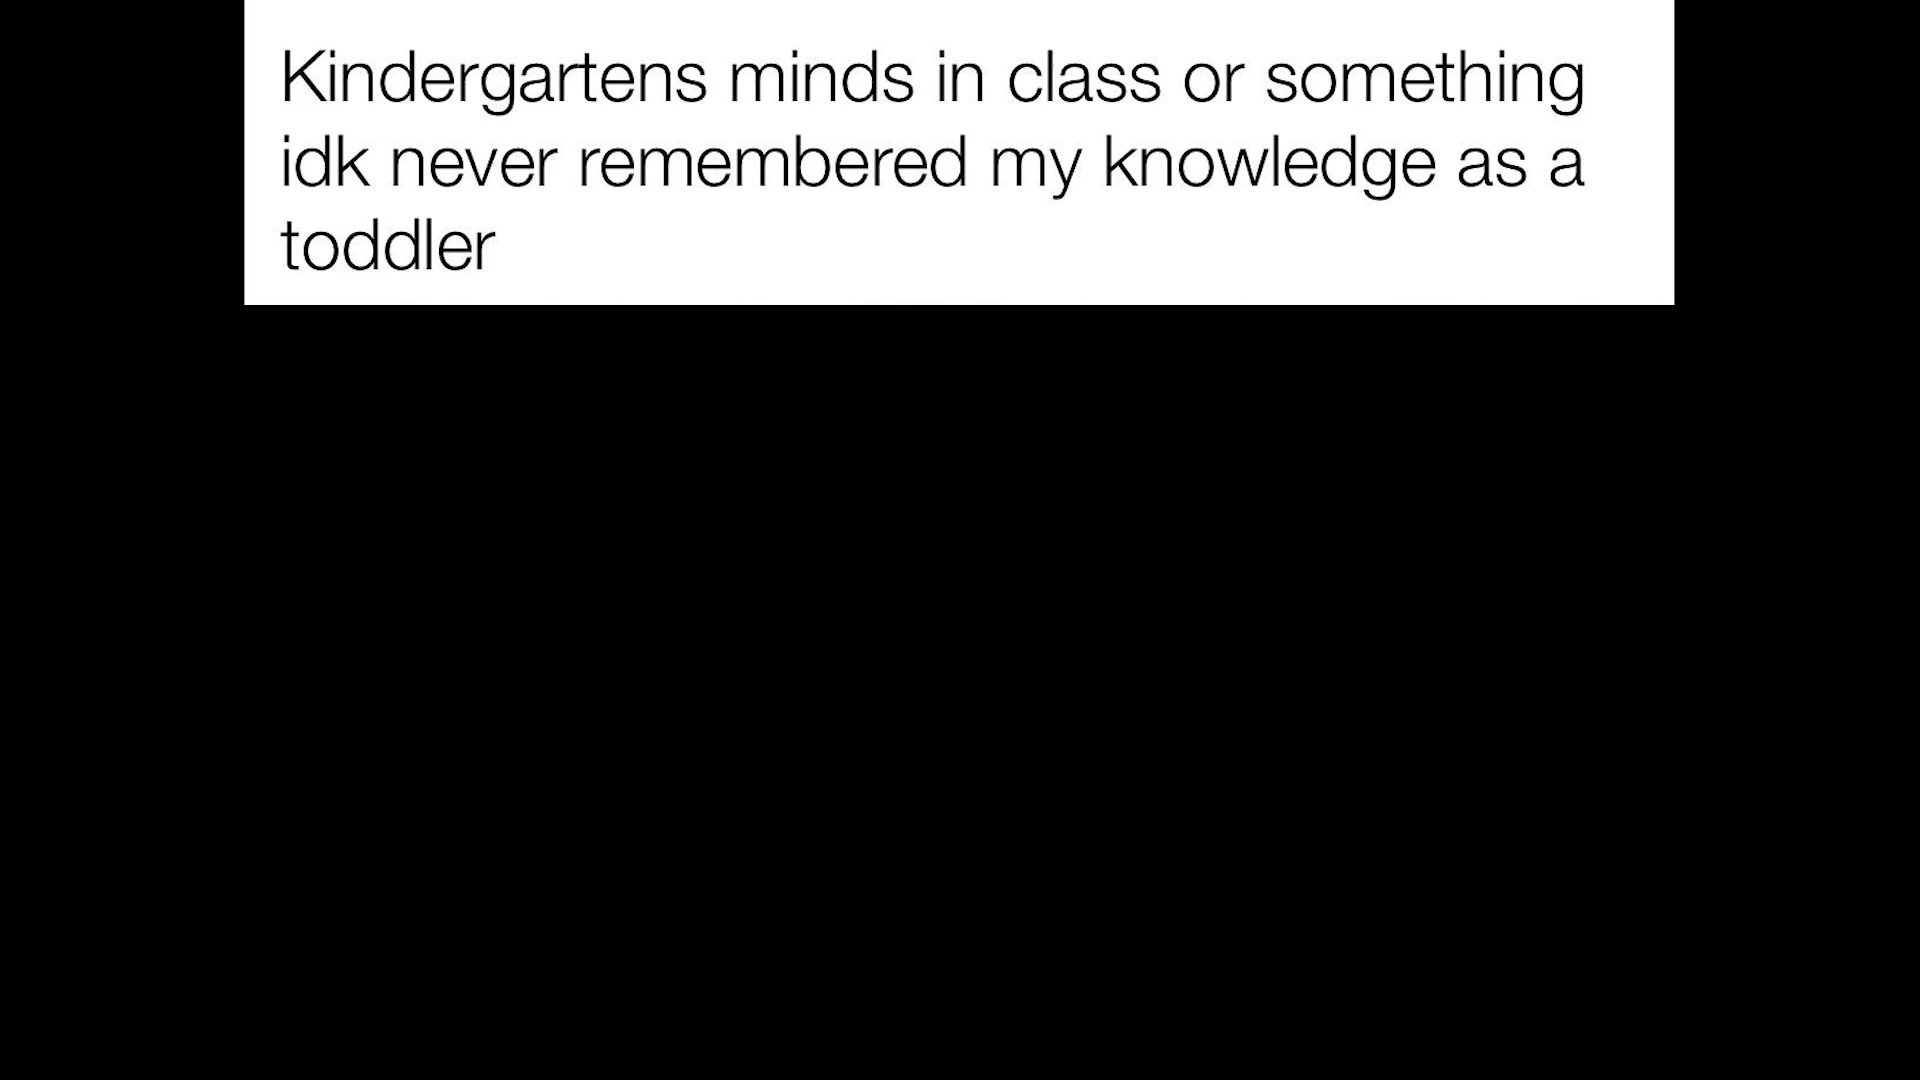 Kindergartens minds in class or something
idk never remembered my knowledge as a
toddler